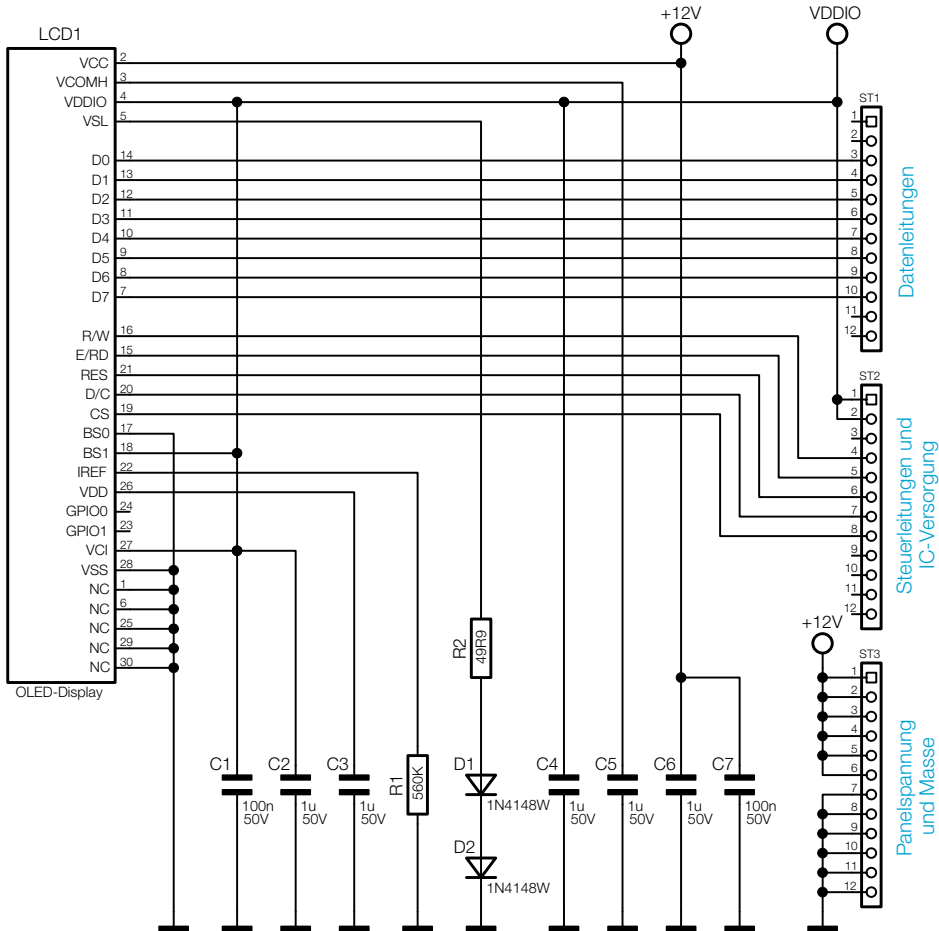 +12V
VDDIO
LCD1
VCC 2
VCOMH 3
VDDIO 4
VSL 5
D0 14
D1 13
D2 12
D3 11
D4 10
D5 9
D6 8
D7 7
R/W 16
E/RD 15
RES 21
D/C 20
CS 19
BS0 17
BS1 18
IREF 22
VDD 26
GPIO0 24
GPIO1 23
VCI 27
VSS 28
NC 1
NC 6
NC 25
NC 29
NC 30
OLED-Display
ST1
1
2
3
4
5
6
7
8
9
10
11
12
Datenleitungen
ST2
1
2
3
4
5
6
7
8
9
10
11
12
Steuerleitungen und
IC-Versorgung
+12V
ST3
1
2
3
4
5
6
7
8
9
10
11
12
Panelspannung
und Masse
C1
100n
50V
C2
1u
50V
C3
1u
50V
R1
560K
R2
49R9
D1
1N4148W
D2
1N4148W
C4
1u
50V
C5
1u
50V
C6
1u
50V
C7
100n
50V